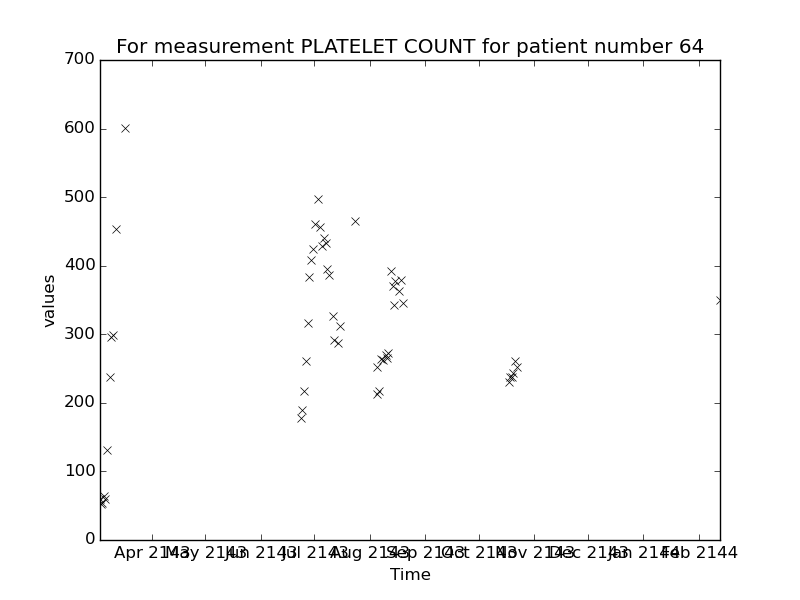 For measurement PLATELET COUNT for patient number 64
700
600
500
400
300
200
100
0
values
Apr 2143 May 2143 Jun 2143 Jul 2143 Aug 2143 Sep 2143 Oct 2143 Nov 2143 Dec 2143 Jan 2144 Feb 2144
Time